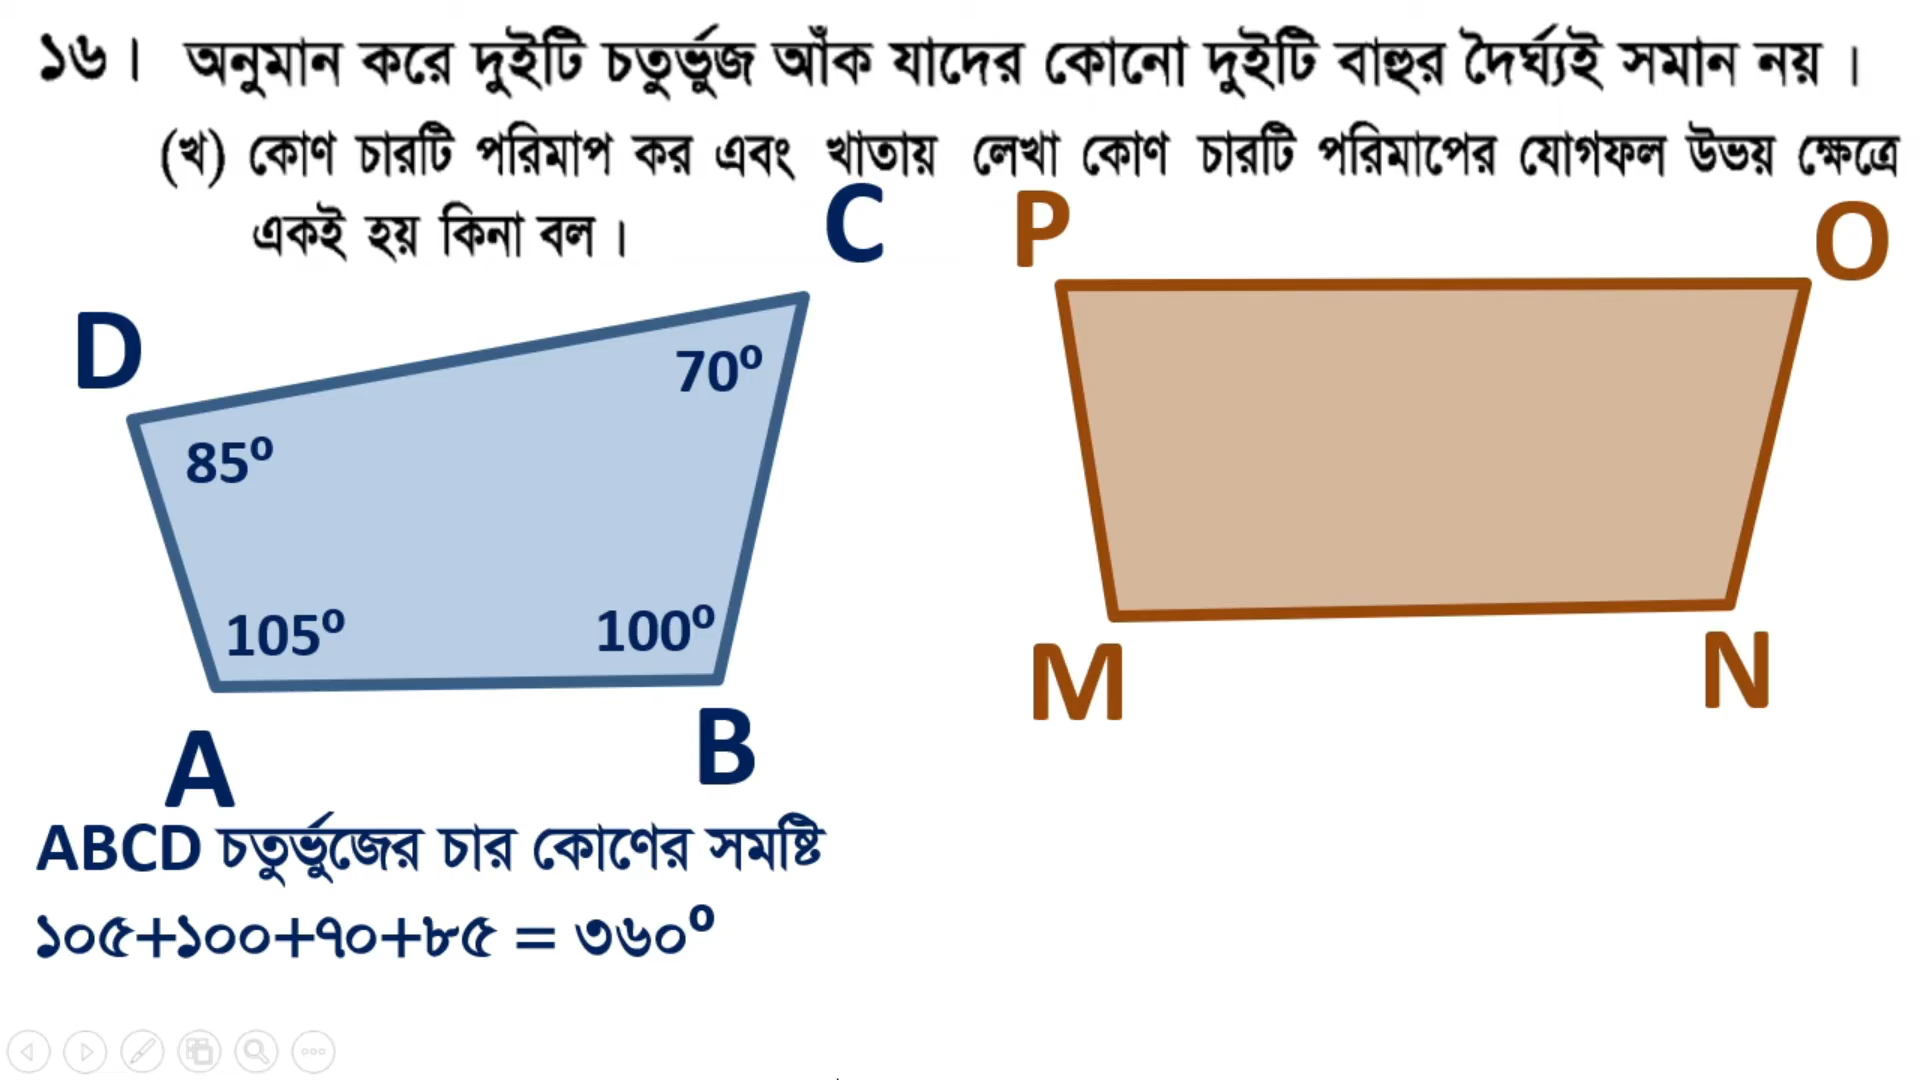 ১৬। অনুমান করে দুইটি চতুর্ভুজ আঁক যাদের কোনো দুইটি বাহুর দৈর্ঘ্যই সমান নয়।
(খ) কোণ চারটি পরিমাপ কর এবং খাতায় লেখা কোণ চারটি পরিমাপের যোগফল উভয় ক্ষেত্রে
একই হয় কিনা বল।
C
P
O
D
70⁰
85⁰
105⁰
100⁰
M
N
A
B
ABCD চতুর্ভুজের চার কোণের সমষ্টি
১০৫+১০০+৭০+৮৫ = ৩৬০⁰